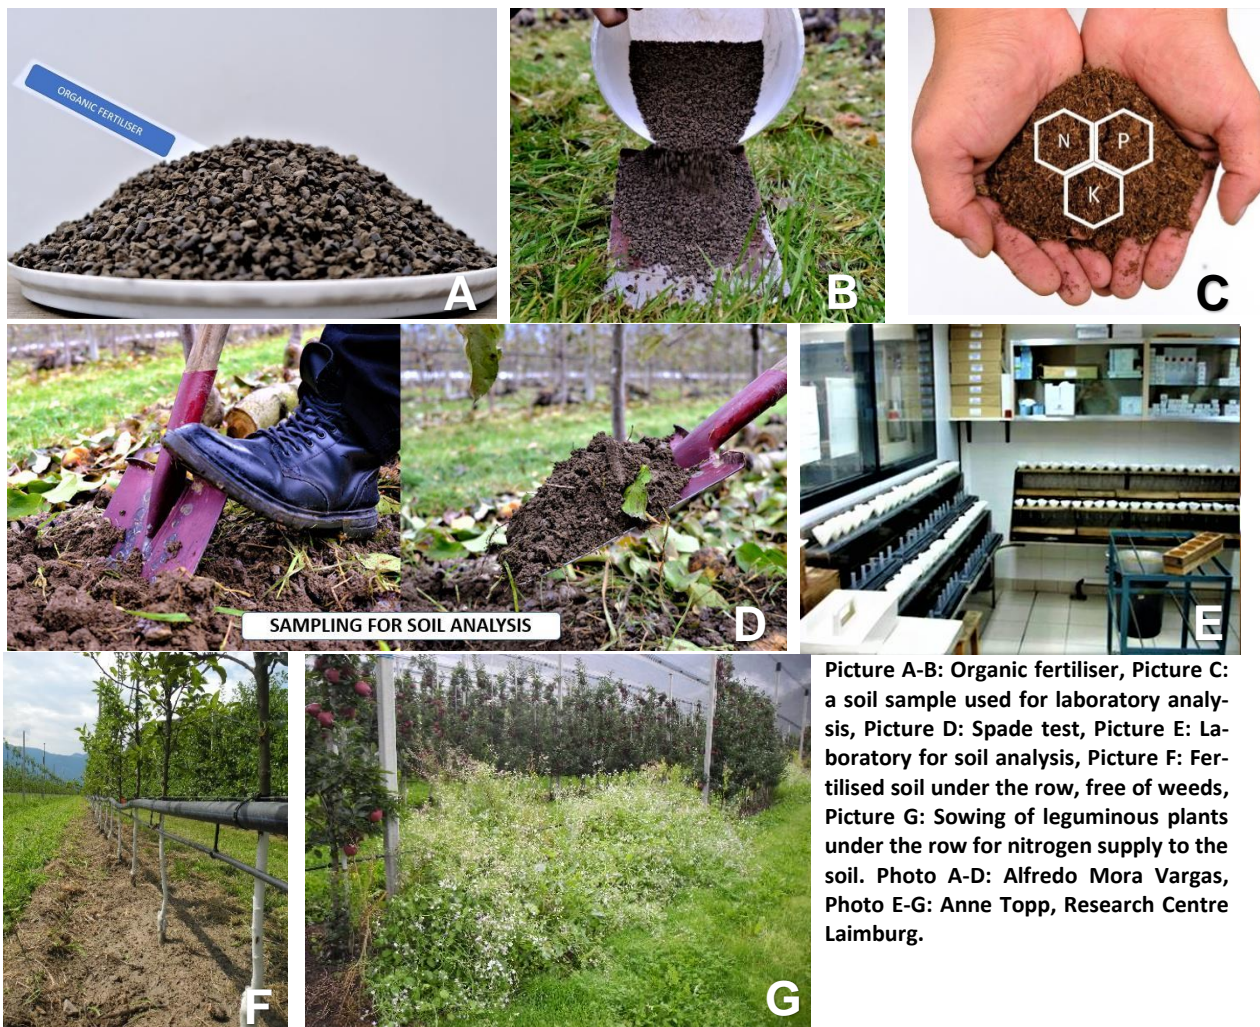 ORGANIC FERTILISER
A
B
N
P
K
C
SAMPLING FOR SOIL ANALYSIS
D
E
F
G
Picture A-B: Organic fertiliser, Picture C:
a soil sample used for laboratory analy-
sis, Picture D: Spade test, Picture E: La-
boratory for soil analysis, Picture F: Fer-
tilised soil under the row, free of weeds,
Picture G: Sowing of leguminous plants
under the row for nitrogen supply to the
soil. Photo A-D: Alfredo Mora Vargas,
Photo E-G: Anne Topp, Research Centre
Laimburg.